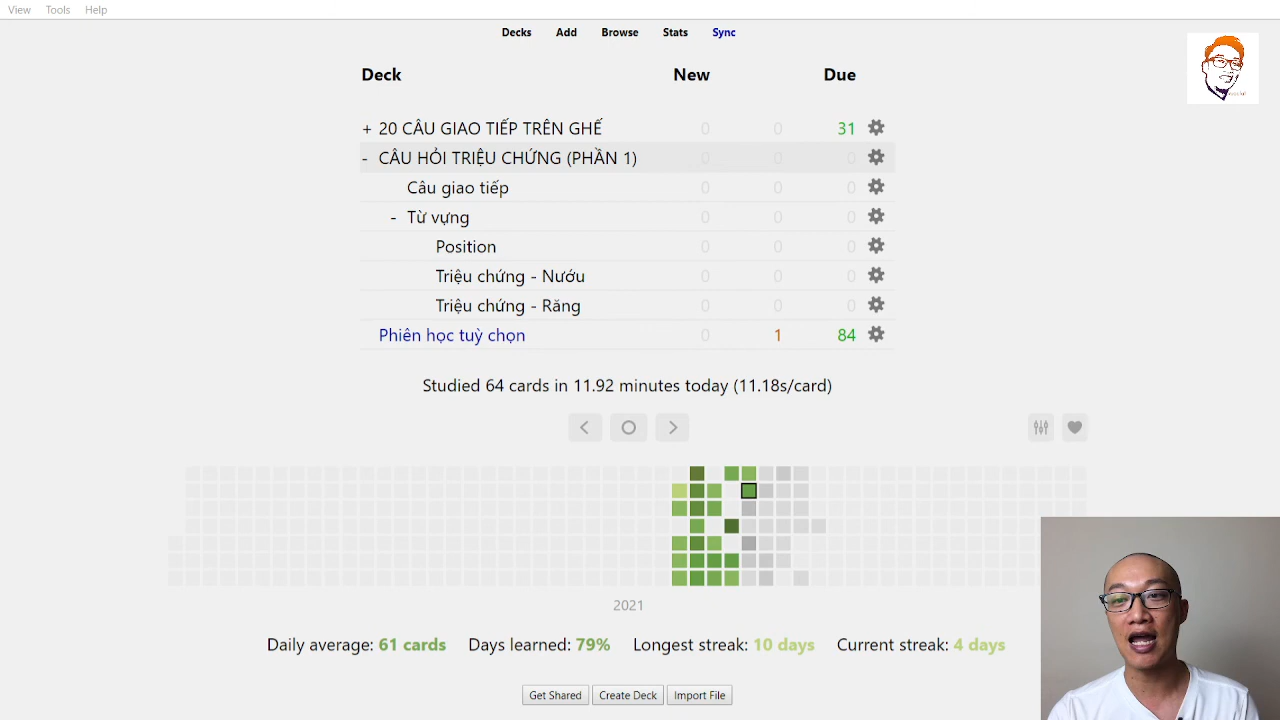 View Tools Help
Decks Add Browse Stats Sync
Deck New Due
+ 20 CÂU GIAO TIẾP TRÊN GHẾ 0 0 31
- CÂU HỎI TRIỆU CHỨNG (PHẦN 1) 0 0 0
Câu giao tiếp 0 0 0
- Từ vựng 0 0 0
Position 0 0 0
Triệu chứng - Nướu 0 0 0
Triệu chứng - Răng 0 0 0
Phiên học tuỳ chọn 0 1 84
Studied 64 cards in 11.92 minutes today (11.18s/card)
2021
Daily average: 61 cards Days learned: 79% Longest streak: 10 days Current streak: 4 days
Get Shared Create Deck Import File